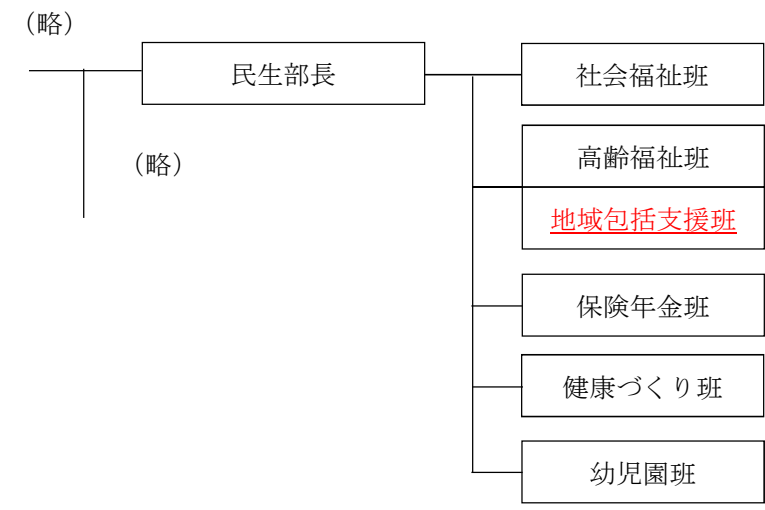 （略）
民生部長
社会福祉班
（略）
高齢福祉班
地域包括支援班
保険年金班
健康づくり班
幼児園班